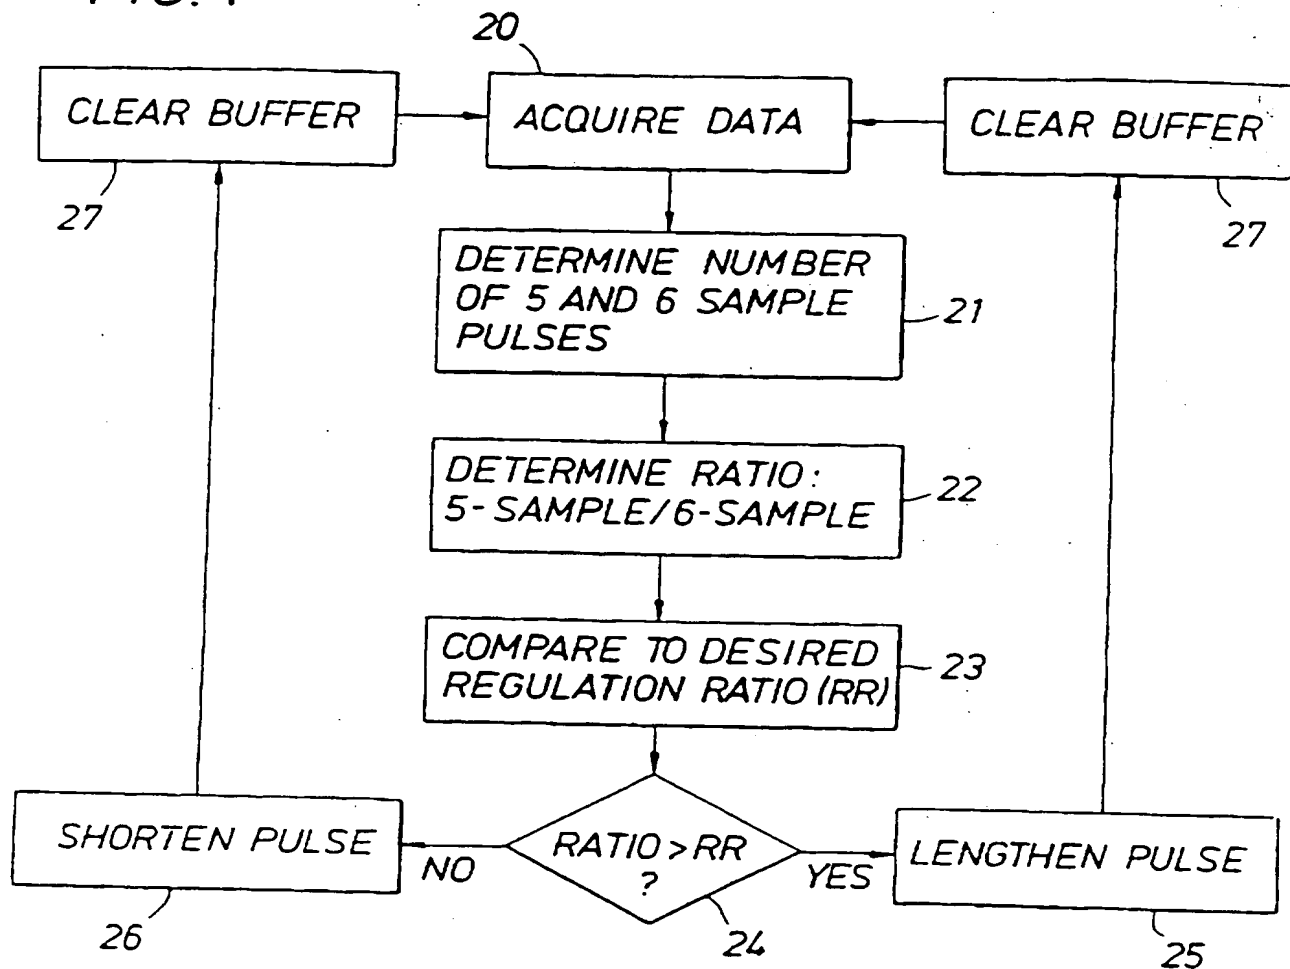 20
CLEAR BUFFER
ACQUIRE DATA
CLEAR BUFFER
27
27
DETERMINE NUMBER
OF 5 AND 6 SAMPLE
PULSES
21
DETERMINE RATIO:
5-SAMPLE/6-SAMPLE
22
COMPARE TO DESIRED
REGULATION RATIO (RR)
23
SHORTEN PULSE
NO
RATIO > RR
?
YES
LENGTHEN PULSE
26
24
25